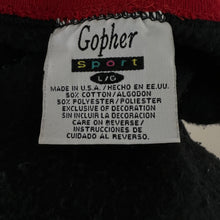 Gopher
sport
L/G
MADE IN U.S.A./HECHO EN EE.UU.
50% COTTON/ALGODON
50% POLYESTER/POLIESTER
EXCLUSIVE OF DECORATION
SIN INCLUIR LA DECORACION
CARE ON REVERSE/
INSTRUCCIONES DE
CUIDADO AL REVERSO.